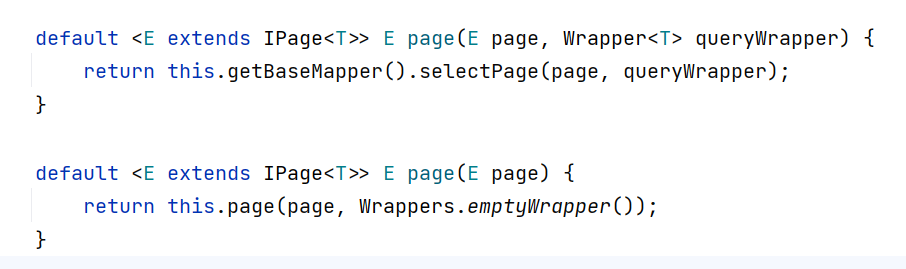 default <E extends IPage<T>> E page(E page, Wrapper<T> queryWrapper) {
    return this.getBaseMapper().selectPage(page, queryWrapper);
}
default <E extends IPage<T>> E page(E page) {
    return this.page(page, Wrappers.emptyWrapper());
}